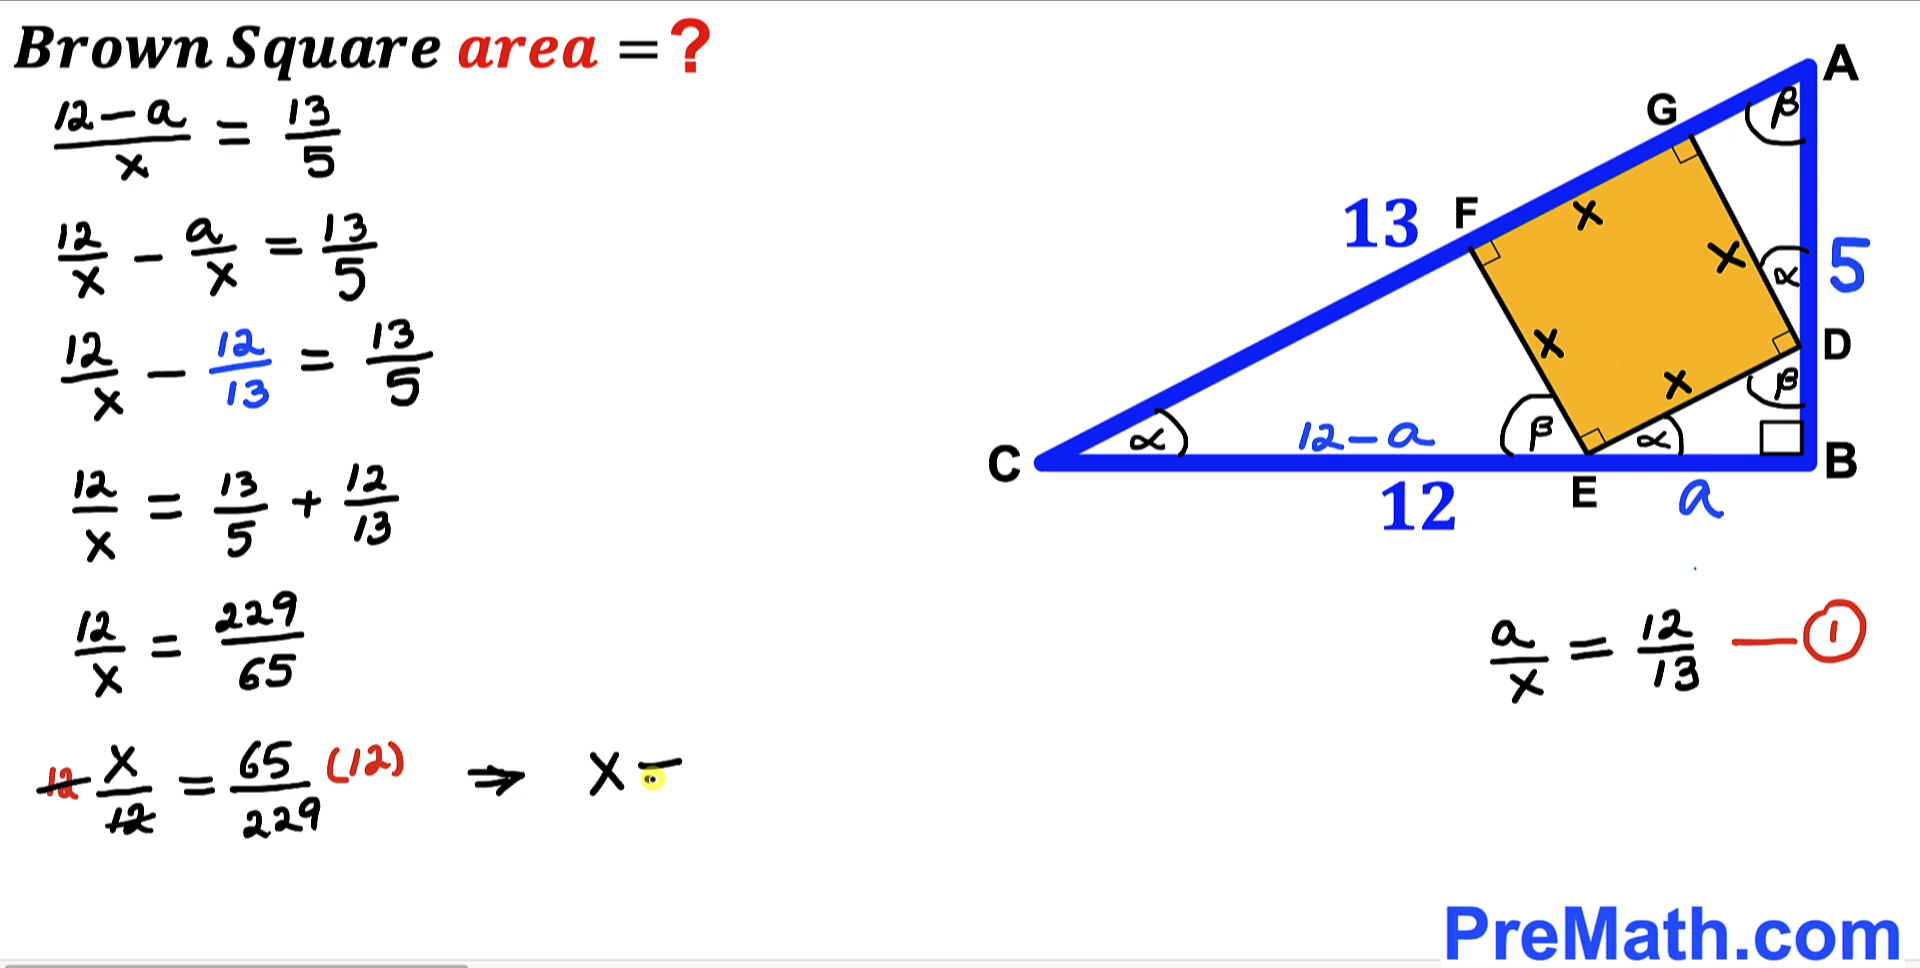 Brown Square area = ?
12 - a / x = 13 / 5
12 / x - a / x = 13 / 5
12 / x - 12 / 13 = 13 / 5
12 / x = 13 / 5 + 12 / 13
12 / x = 229 / 65
12 x / 12 = 65 (12) / 229 ⇒ x =
A
β
G
13
F
x
x
α
5
x
x
D
β
C
α
12 - a
β
α
B
12
E
a
a / x = 12 / 13 — 1
PreMath.com